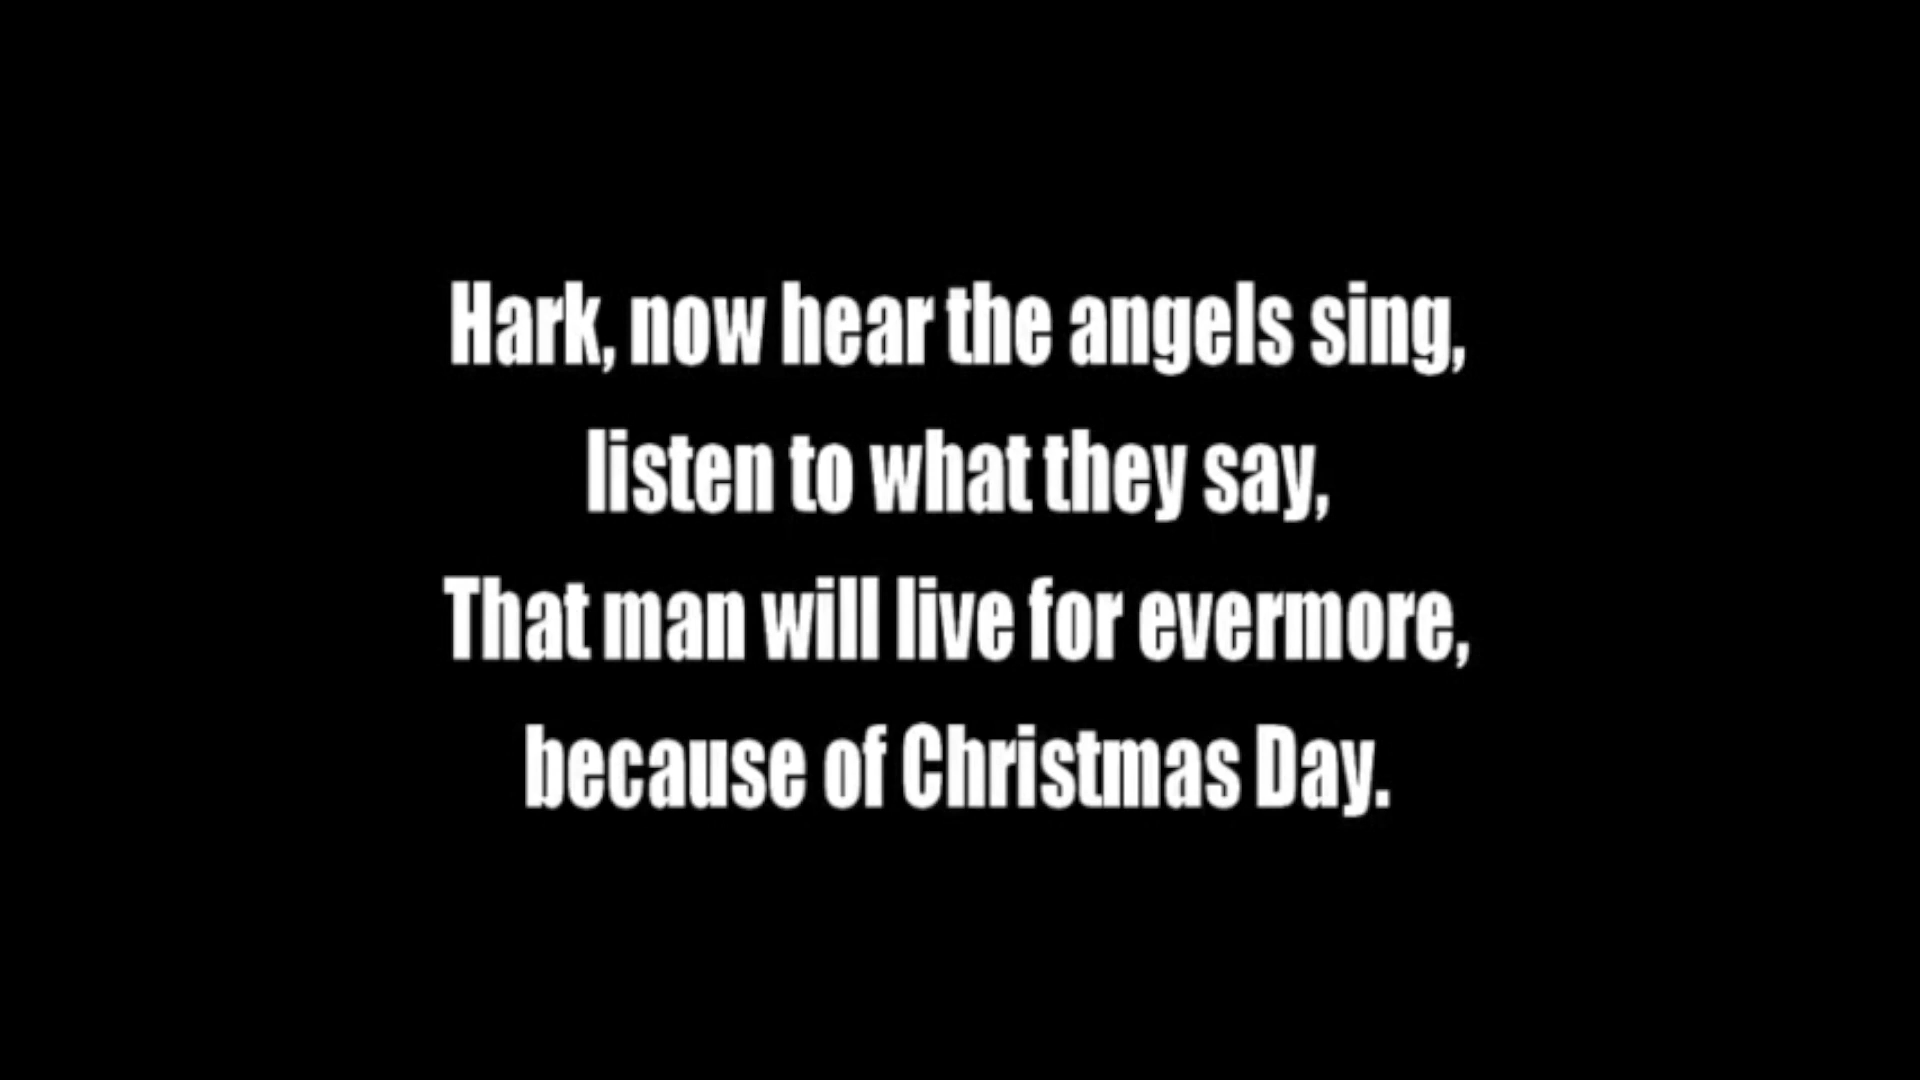 Hark, now hear the angels sing,
listen to what they say,
That man will live for evermore,
because of Christmas Day.